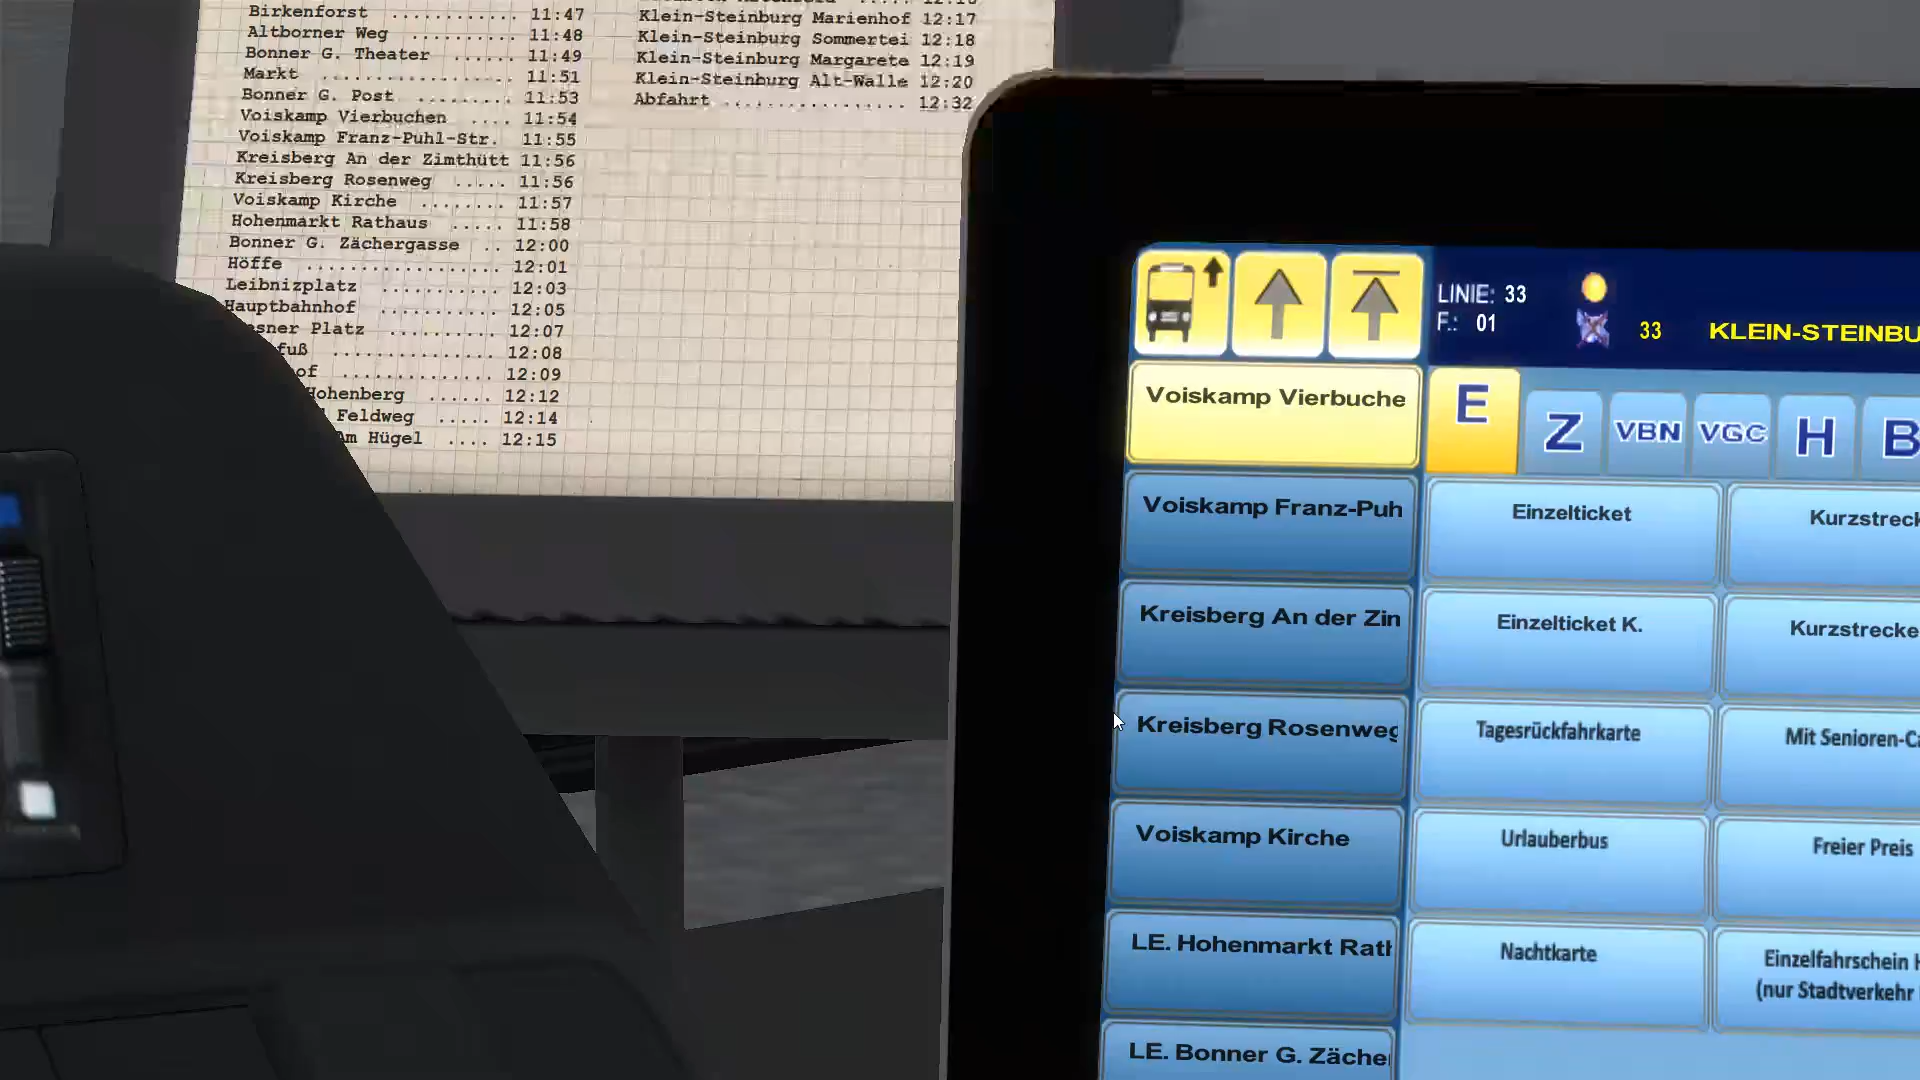 Birkenforst ............ 11:47
Altborner Weg .......... 11:48
Bonner G. Theater ...... 11:49
Markt .................. 11:51
Bonner G. Post ......... 11:53
Voiskamp Vierbuchen .... 11:54
Voiskamp Franz-Puhl-Str. 11:55
Kreisberg An der Zimthütt 11:56
Kreisberg Rosenweg ..... 11:56
Voiskamp Kirche ........ 11:57
Hohenmarkt Rathaus ..... 11:58
Bonner G. Zächergasse .. 12:00
Höffe .................. 12:01
Leibnizplatz ........... 12:03
Hauptbahnhof ........... 12:05
Platz .......... 12:07
fuß ............... 12:08
of .............. 12:09
Hohenberg ...... 12:12
Feldweg ..... 12:14
Am Hügel .... 12:15
Klein-Steinburg Marienhof 12:17
Klein-Steinburg Sommertei 12:18
Klein-Steinburg Margarete 12:19
Klein-Steinburg Alt-Walle 12:20
Abfahrt ................ 12:32
LINIE: 33
F.: 01
33 KLEIN-STEINBU
Voiskamp Vierbuche
Voiskamp Franz-Puh
Kreisberg An der Zin
Kreisberg Rosenweg
Voiskamp Kirche
LE. Hohenmarkt Rath
LE. Bonner G. Zäche
E Z VBN VGC H B
Einzelticket
Kurzstreck
Einzelticket K.
Kurzstrecke
Tagesrückfahrkarte
Mit Senioren-Ca
Urlauberbus
Freier Preis
Nachtkarte
Einzelfahrschein H
(nur Stadtverkehr